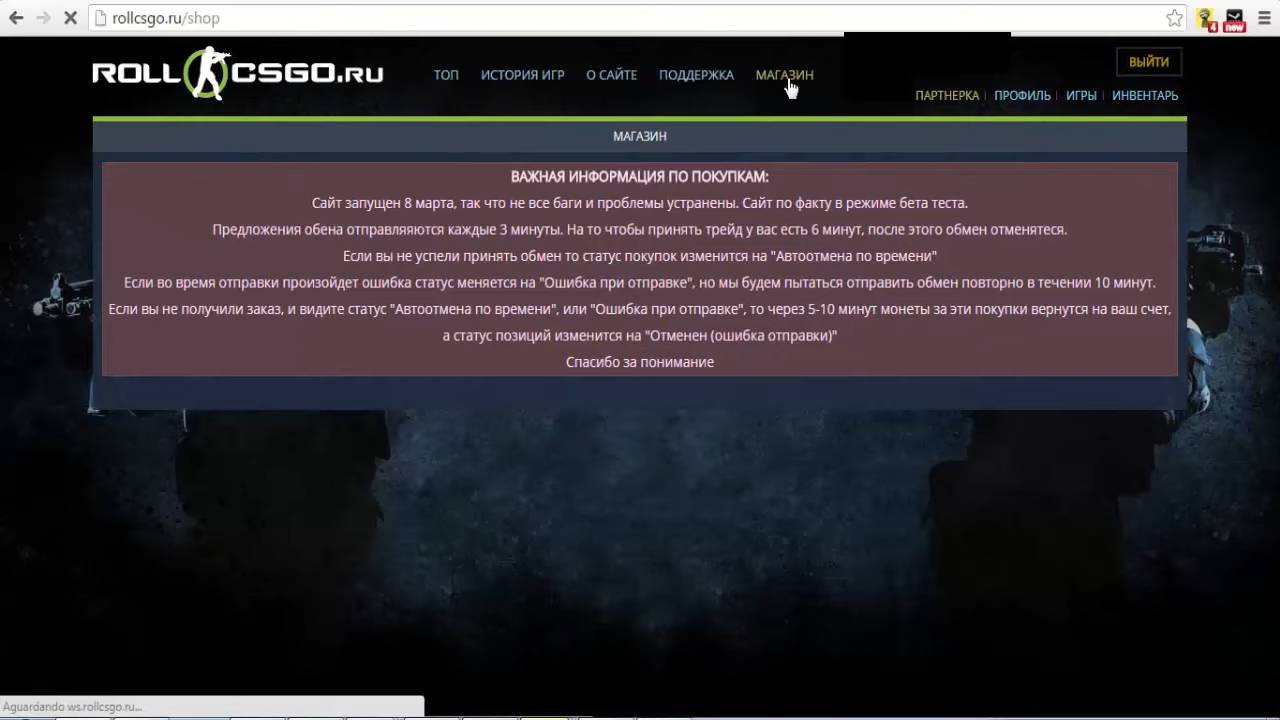 rollcsgo.ru/shop
4
new
ROLL CSGO.RU
ТОП ИСТОРИЯ ИГР О САЙТЕ ПОДДЕРЖКА МАГАЗИН
ВЫЙТИ
ПАРТНЕРКА ПРОФИЛЬ ИГРЫ ИНВЕНТАРЬ
МАГАЗИН
ВАЖНАЯ ИНФОРМАЦИЯ ПО ПОКУПКАМ:
Сайт запущен 8 марта, так что не все баги и проблемы устранены. Сайт по факту в режиме бета теста.
Предложения обена отправляяются каждые 3 минуты. На то чтобы принять трейд у вас есть 6 минут, после этого обмен отменятеся.
Если вы не успели принять обмен то статус покупок изменится на "Автоотмена по времени"
Если во время отправки произойдет ошибка статус меняется на "Ошибка при отправке", но мы будем пытаться отправить обмен повторно в течении 10 минут.
Если вы не получили заказ, и видите статус "Автоотмена по времени", или "Ошибка при отправке", то через 5-10 минут монеты за эти покупки вернутся на ваш счет,
а статус позиций изменится на "Отменен (ошибка отправки)"
Спасибо за понимание
Aguardando ws.rollcsgo.ru...